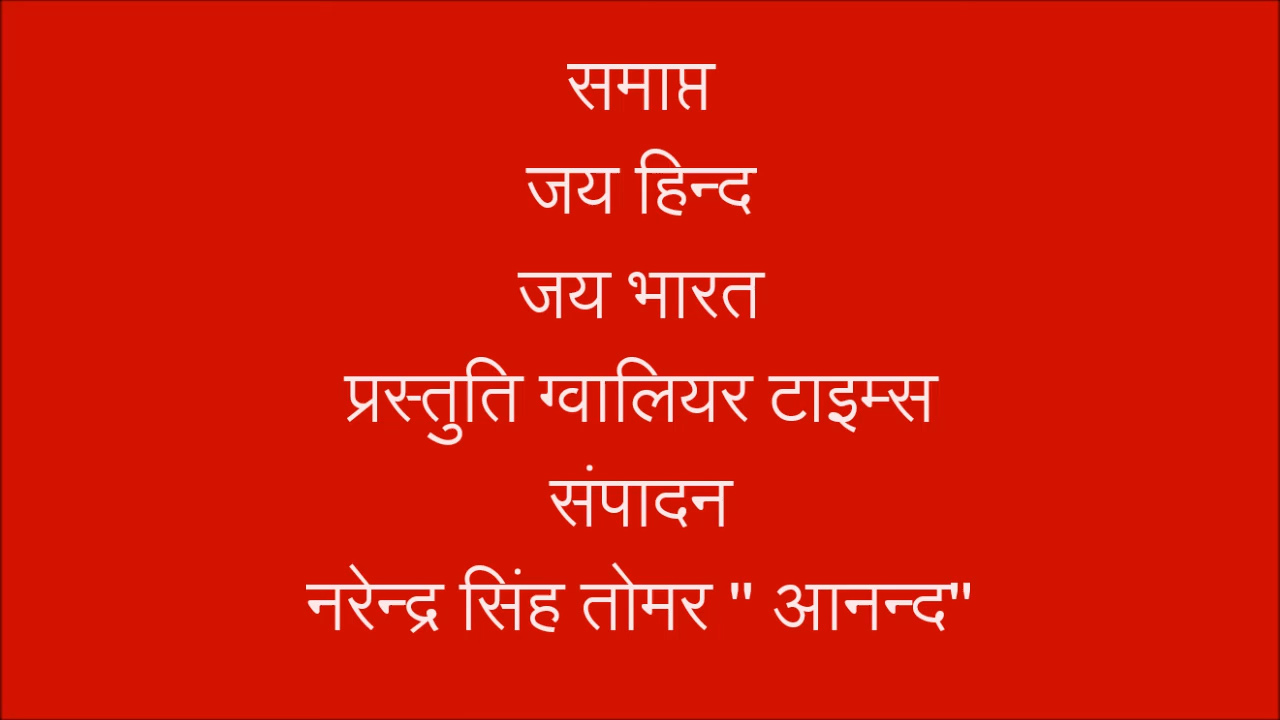 समाप्त
जय हिन्द
जय भारत
प्रस्तुति ग्वालियर टाइम्स
संपादन
नरेन्द्र सिंह तोमर " आनन्द"